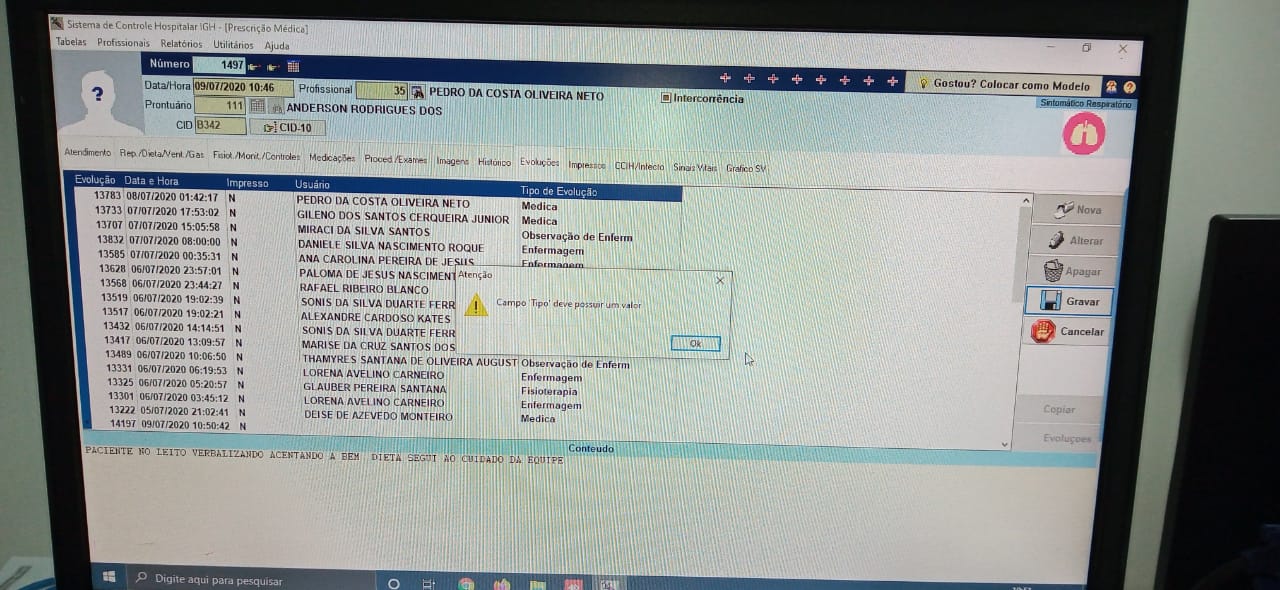 Sistema de Controle Hospitalar IGH - [Prescrição Médica]
Tabelas Profissionais Relatórios Utilitários Ajuda
Número 1497
Gostou? Colocar como Modelo
Data/Hora 09/07/2020 10:46 Profissional 35 PEDRO DA COSTA OLIVEIRA NETO Intercorrência
Sintomático Respiratório
Prontuário 111 ANDERSON RODRIGUES DOS
CID B342 CID-10
Atendimento Rep./Dieta/Vent./Gas Fisiot./Monit./Controles Medicações Proced./Exames Imagens Histórico Evoluções Impressos CCIH/Infecto Sinais Vitais Grafico SV
Evolução Data e Hora Impresso Usuário Tipo de Evolução
13783 08/07/2020 01:42:17 N PEDRO DA COSTA OLIVEIRA NETO Medica
13733 07/07/2020 17:53:02 N GILENO DOS SANTOS CERQUEIRA JUNIOR Medica
13707 07/07/2020 15:05:58 N MIRACI DA SILVA SANTOS Observação de Enferm
13832 07/07/2020 08:00:00 N DANIELE SILVA NASCIMENTO ROQUE Enfermagem
13585 07/07/2020 00:35:31 N ANA CAROLINA PEREIRA DE JESUS Enfermagem
13628 06/07/2020 23:57:01 N PALOMA DE JESUS NASCIMENT
13568 06/07/2020 23:44:27 N RAFAEL RIBEIRO BLANCO
13519 06/07/2020 19:02:39 N SONIS DA SILVA DUARTE FERR
13517 06/07/2020 19:02:21 N ALEXANDRE CARDOSO KATES
13432 06/07/2020 14:14:51 N SONIS DA SILVA DUARTE FERR
13417 06/07/2020 13:09:57 N MARISE DA CRUZ SANTOS DOS
13489 06/07/2020 10:06:50 N THAMYRES SANTANA DE OLIVEIRA AUGUST Observação de Enferm
13331 06/07/2020 06:19:53 N LORENA AVELINO CARNEIRO Enfermagem
13325 06/07/2020 05:20:57 N GLAUBER PEREIRA SANTANA Fisioterapia
13301 06/07/2020 03:45:12 N LORENA AVELINO CARNEIRO Enfermagem
13222 05/07/2020 21:02:41 N DEISE DE AZEVEDO MONTEIRO Medica
14197 09/07/2020 10:50:42 N
Atenção
Campo 'Tipo' deve possuir um valor
Ok
Nova
Alterar
Apagar
Gravar
Cancelar
Copiar
Evoluções
Conteudo
PACIENTE NO LEITO VERBALIZANDO ACENTANDO A BEM DIETA SEGUI AO CUIDADO DA EQUIPE
Digite aqui para pesquisar